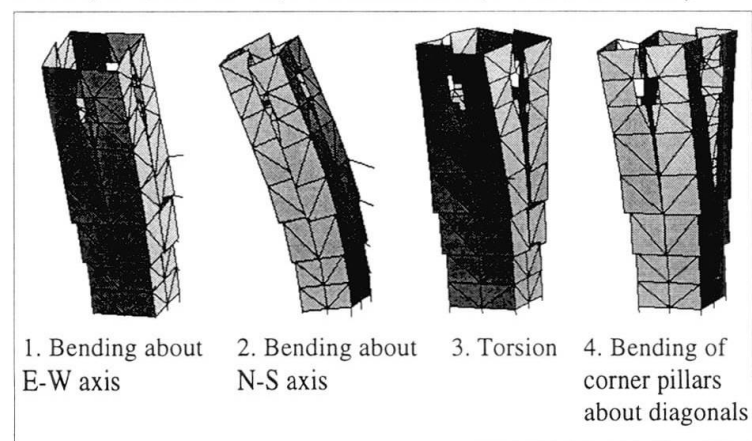 1. Bending about
E-W axis
2. Bending about
N-S axis
3. Torsion
4. Bending of
corner pillars
about diagonals